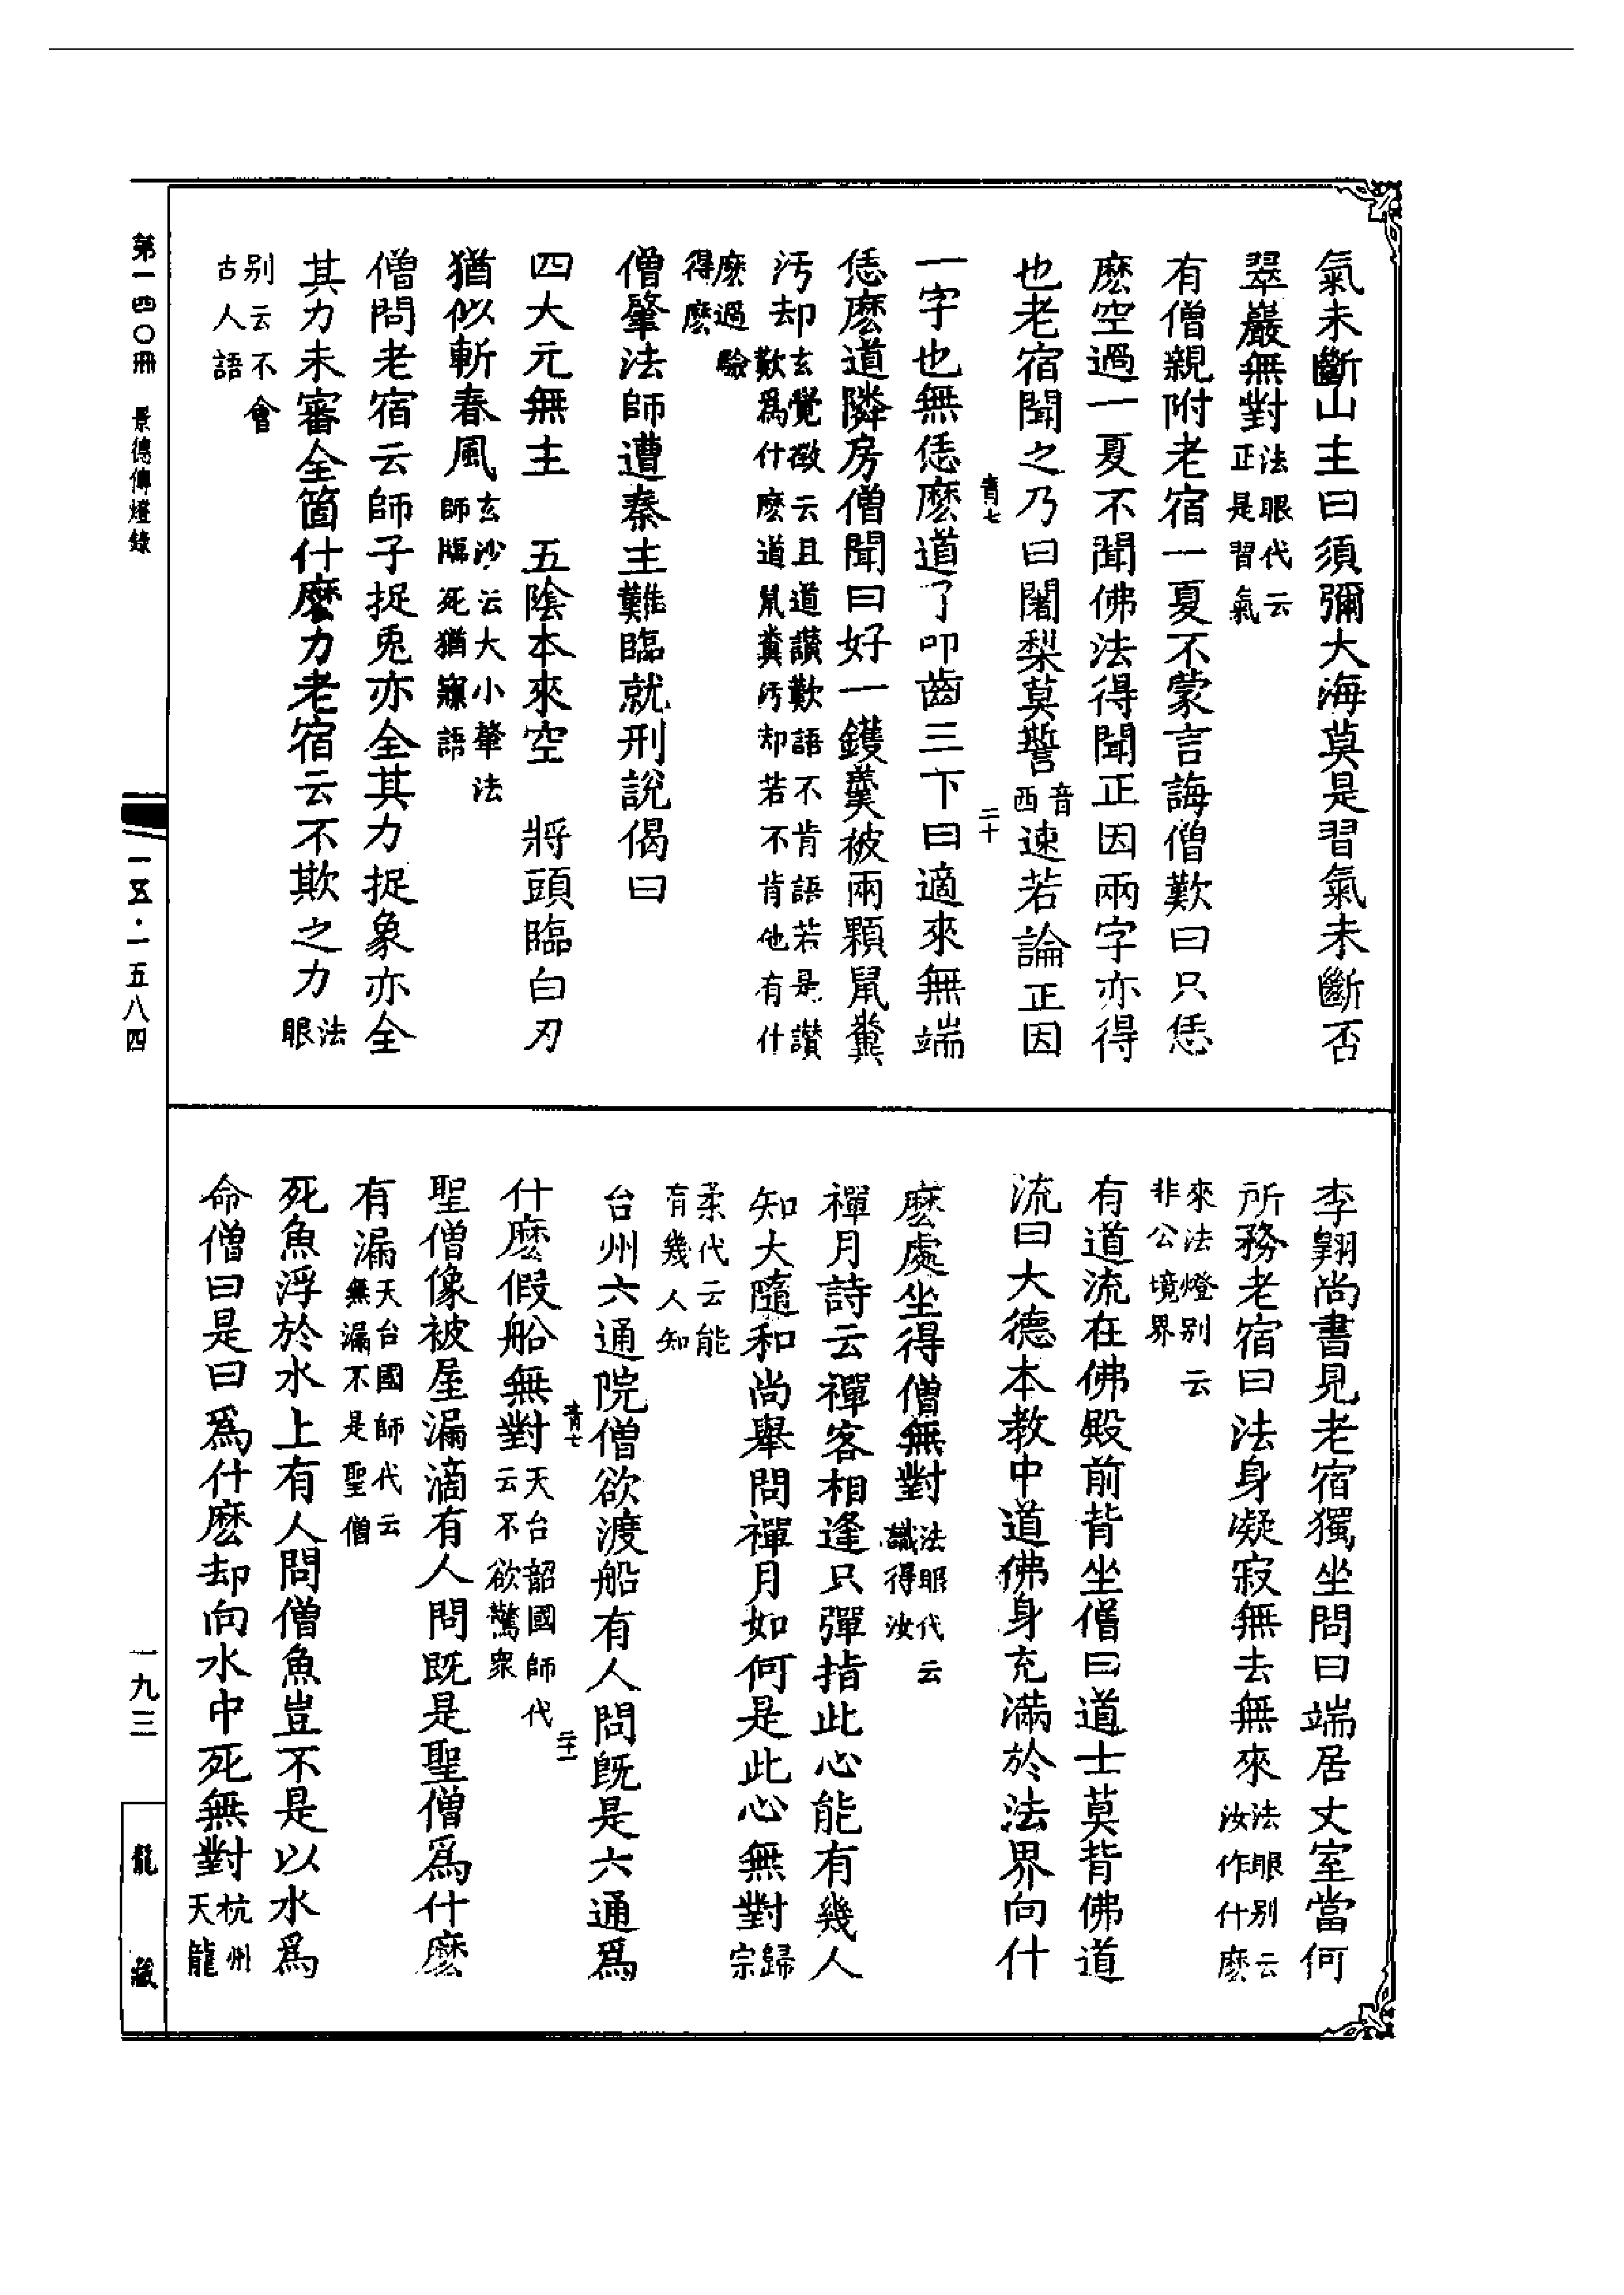 氣未斷山主曰須彌大海莫是習氣未斷否
翠巖無對法眼代云正是習氣
有僧親附老宿一夏不蒙言誨僧歎曰只恁
麽空過一夏不聞佛法得聞正因兩字亦得
也老宿聞之乃曰闍梨莫㗭音西速若論正因
青七 二十
一字也無恁麽道了叩齒三下曰適來無端
恁麽道隣房僧聞曰好一鑊羹被兩顆鼠糞
汚却玄覺徵云且道讃歎語不肯語若是讃歎爲什麽道鼠糞汚却若不肯他有什
麽過驗得麽
僧肇法師遭秦主難臨就刑說偈曰
四大元無主 五陰本來空 將頭臨白刃
猶似斬春風玄沙云大小肇法師臨死猶寱語
僧問老宿云師子捉兎亦全其力捉象亦全
其力未審全箇什麽力老宿云不欺之力法眼
别云不會古人語
李翺尚書見老宿獨坐問曰端居丈室當何
所務老宿曰法身凝寂無去無來法眼别云汝作什麽
來法燈别云非公境界
有道流在佛殿前背坐僧曰道士莫背佛道
流曰大德本教中道佛身充滿於法界向什
麽處坐得僧無對法眼代云識得汝
禪月詩云禪客相逢只彈指此心能有幾人
知大隨和尚舉問禪月如何是此心無對歸宗
柔代云能有幾人知
台州六通院僧欲渡船有人問既是六通爲
青七 二十一
什麽假船無對天台韶國師代云不欲驚衆
聖僧像被屋漏滴有人問既是聖僧爲什麽
有漏天台國師代云無漏不是聖僧
死魚浮於水上有人問僧魚豈不是以水爲
命僧曰是曰爲什麽却向水中死無對杭州天龍
第一四〇冊 景德傳燈錄
一五·一五八四
一九三
龍藏